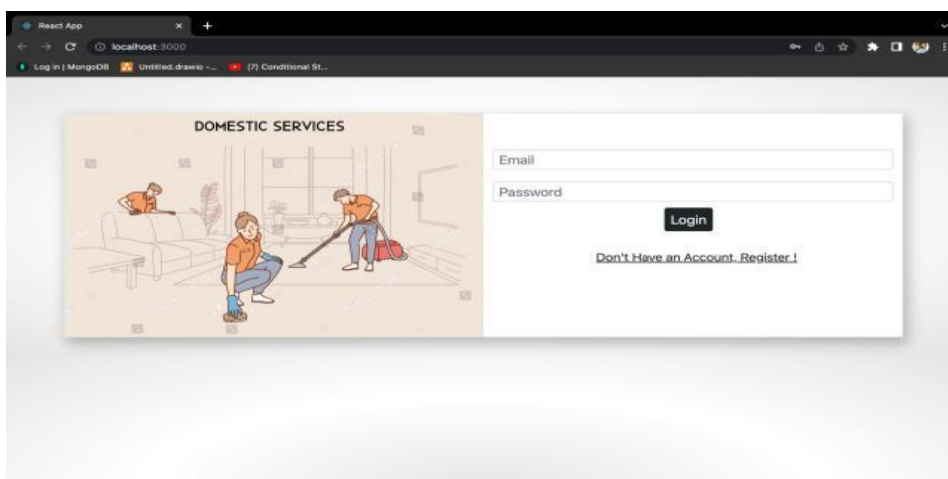 React App
localhost:3000
Log in | MongoDB
Untitled.drawio -...
(7) Conditional St...
DOMESTIC SERVICES
Email
Password
Login
Don't Have an Account, Register !